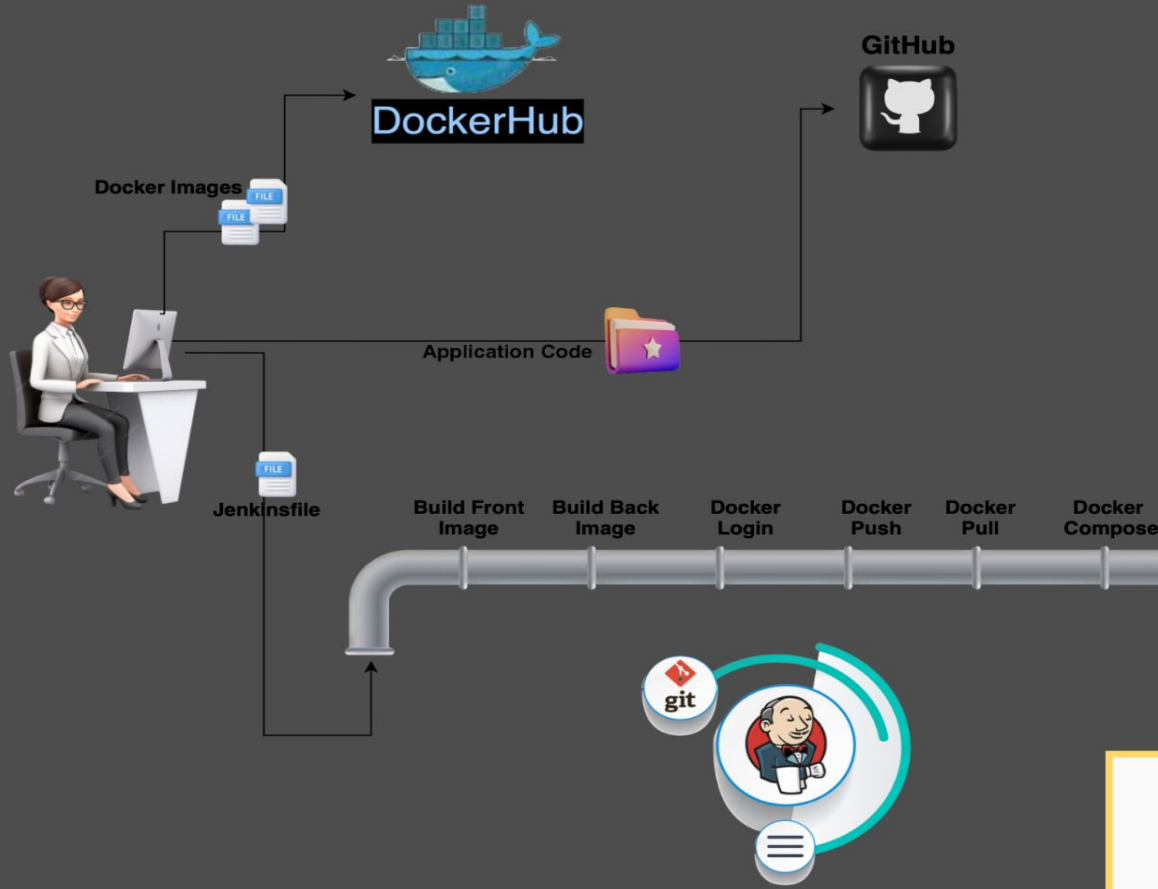 DockerHub
GitHub
Docker Images
FILE
FILE
Application Code
FILE
Jenkinsfile
Build Front
Image
Build Back
Image
Docker
Login
Docker
Push
Docker
Pull
Docker
Compose
git